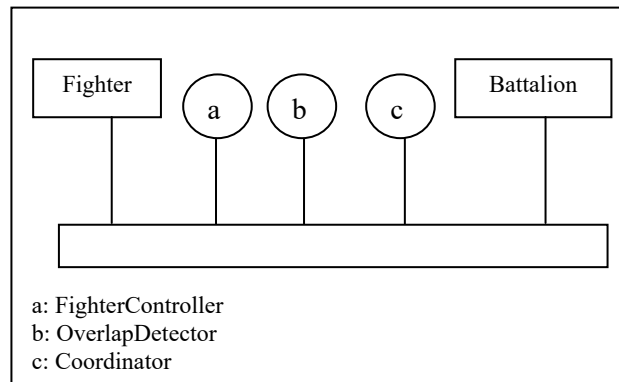 Fighter
a
b
c
Battalion
a: FighterController
b: OverlapDetector
c: Coordinator